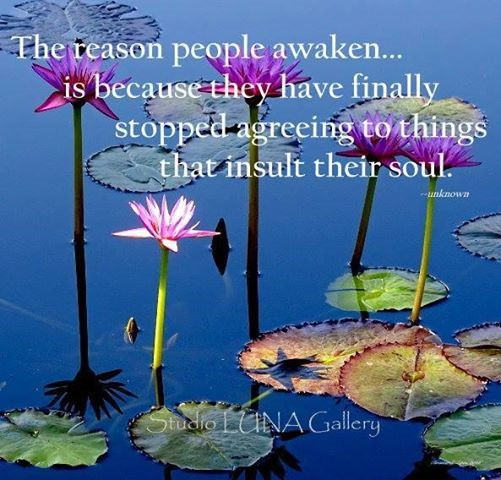 The reason people awaken...
is because they have finally
stopped agreeing to things
that insult their soul.
--unknown
Studio LUNA Gallery